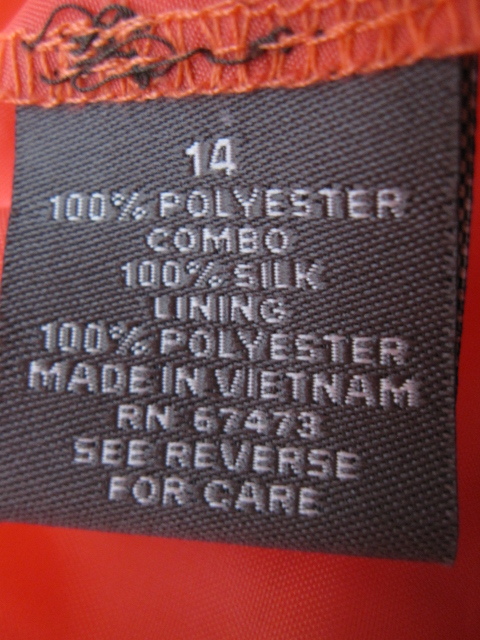 14
100% POLYESTER
COMBO
100% SILK
LINING
100% POLYESTER
MADE IN VIETNAM
RN 67473
SEE REVERSE
FOR CARE